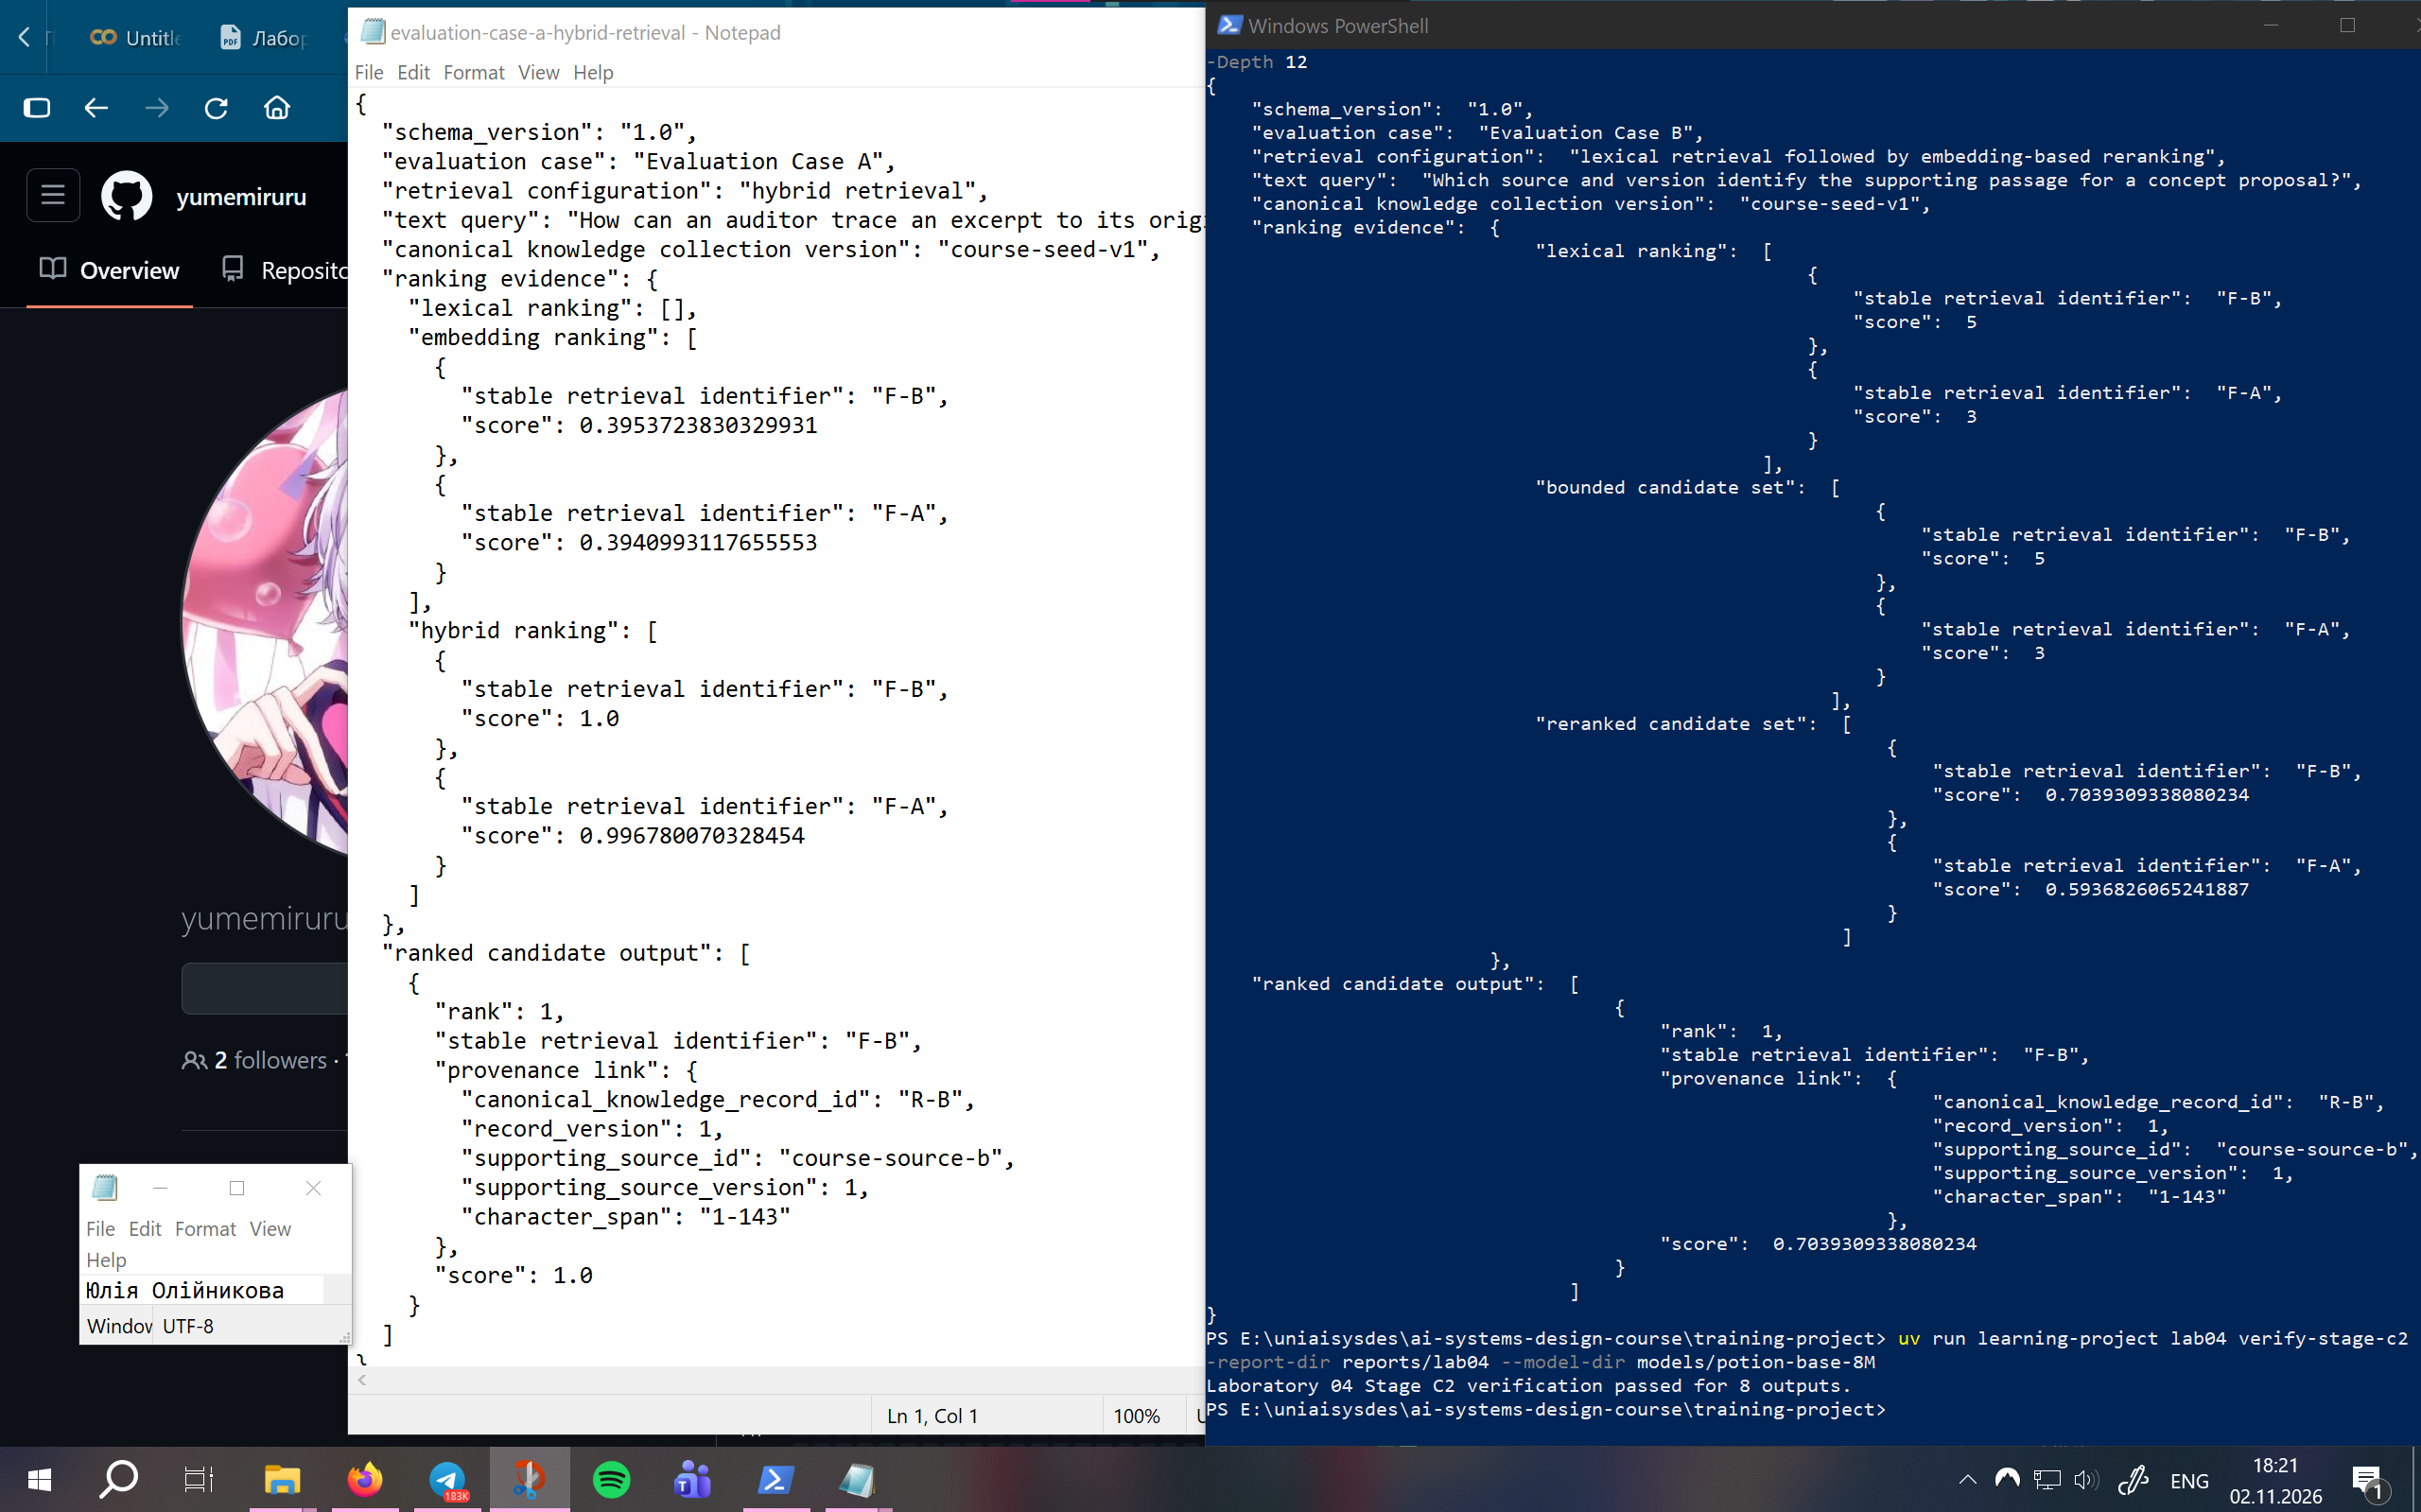 Untitle
Лабор
yumemiruru
Overview
Reposito
yumemiruru
2 followers ·
File Edit Format View
Help
Юлія Олійникова
Window UTF-8
evaluation-case-a-hybrid-retrieval - Notepad
File Edit Format View Help
{
"schema_version": "1.0",
"evaluation case": "Evaluation Case A",
"retrieval configuration": "hybrid retrieval",
"text query": "How can an auditor trace an excerpt to its orig
"canonical knowledge collection version": "course-seed-v1",
"ranking evidence": {
"lexical ranking": [],
"embedding ranking": [
{
"stable retrieval identifier": "F-B",
"score": 0.3953723830329931
},
{
"stable retrieval identifier": "F-A",
"score": 0.3940993117655553
}
],
"hybrid ranking": [
{
"stable retrieval identifier": "F-B",
"score": 1.0
},
{
"stable retrieval identifier": "F-A",
"score": 0.996780070328454
}
]
},
"ranked candidate output": [
{
"rank": 1,
"stable retrieval identifier": "F-B",
"provenance link": {
"canonical_knowledge_record_id": "R-B",
"record_version": 1,
"supporting_source_id": "course-source-b",
"supporting_source_version": 1,
"character_span": "1-143"
},
"score": 1.0
}
]
}
Ln 1, Col 1 100%
Windows PowerShell
-Depth 12
{
"schema_version": "1.0",
"evaluation case": "Evaluation Case B",
"retrieval configuration": "lexical retrieval followed by embedding-based reranking",
"text query": "Which source and version identify the supporting passage for a concept proposal?",
"canonical knowledge collection version": "course-seed-v1",
"ranking evidence": {
"lexical ranking": [
{
"stable retrieval identifier": "F-B",
"score": 5
},
{
"stable retrieval identifier": "F-A",
"score": 3
}
],
"bounded candidate set": [
{
"stable retrieval identifier": "F-B",
"score": 5
},
{
"stable retrieval identifier": "F-A",
"score": 3
}
],
"reranked candidate set": [
{
"stable retrieval identifier": "F-B",
"score": 0.7039309338080234
},
{
"stable retrieval identifier": "F-A",
"score": 0.5936826065241887
}
]
},
"ranked candidate output": [
{
"rank": 1,
"stable retrieval identifier": "F-B",
"provenance link": {
"canonical_knowledge_record_id": "R-B",
"record_version": 1,
"supporting_source_id": "course-source-b",
"supporting_source_version": 1,
"character_span": "1-143"
},
"score": 0.7039309338080234
}
]
}
PS E:\uniaisysdes\ai-systems-design-course\training-project> uv run learning-project lab04 verify-stage-c2
-report-dir reports/lab04 --model-dir models/potion-base-8M
Laboratory 04 Stage C2 verification passed for 8 outputs.
PS E:\uniaisysdes\ai-systems-design-course\training-project>
183K
ENG
18:21
02.11.2026
1